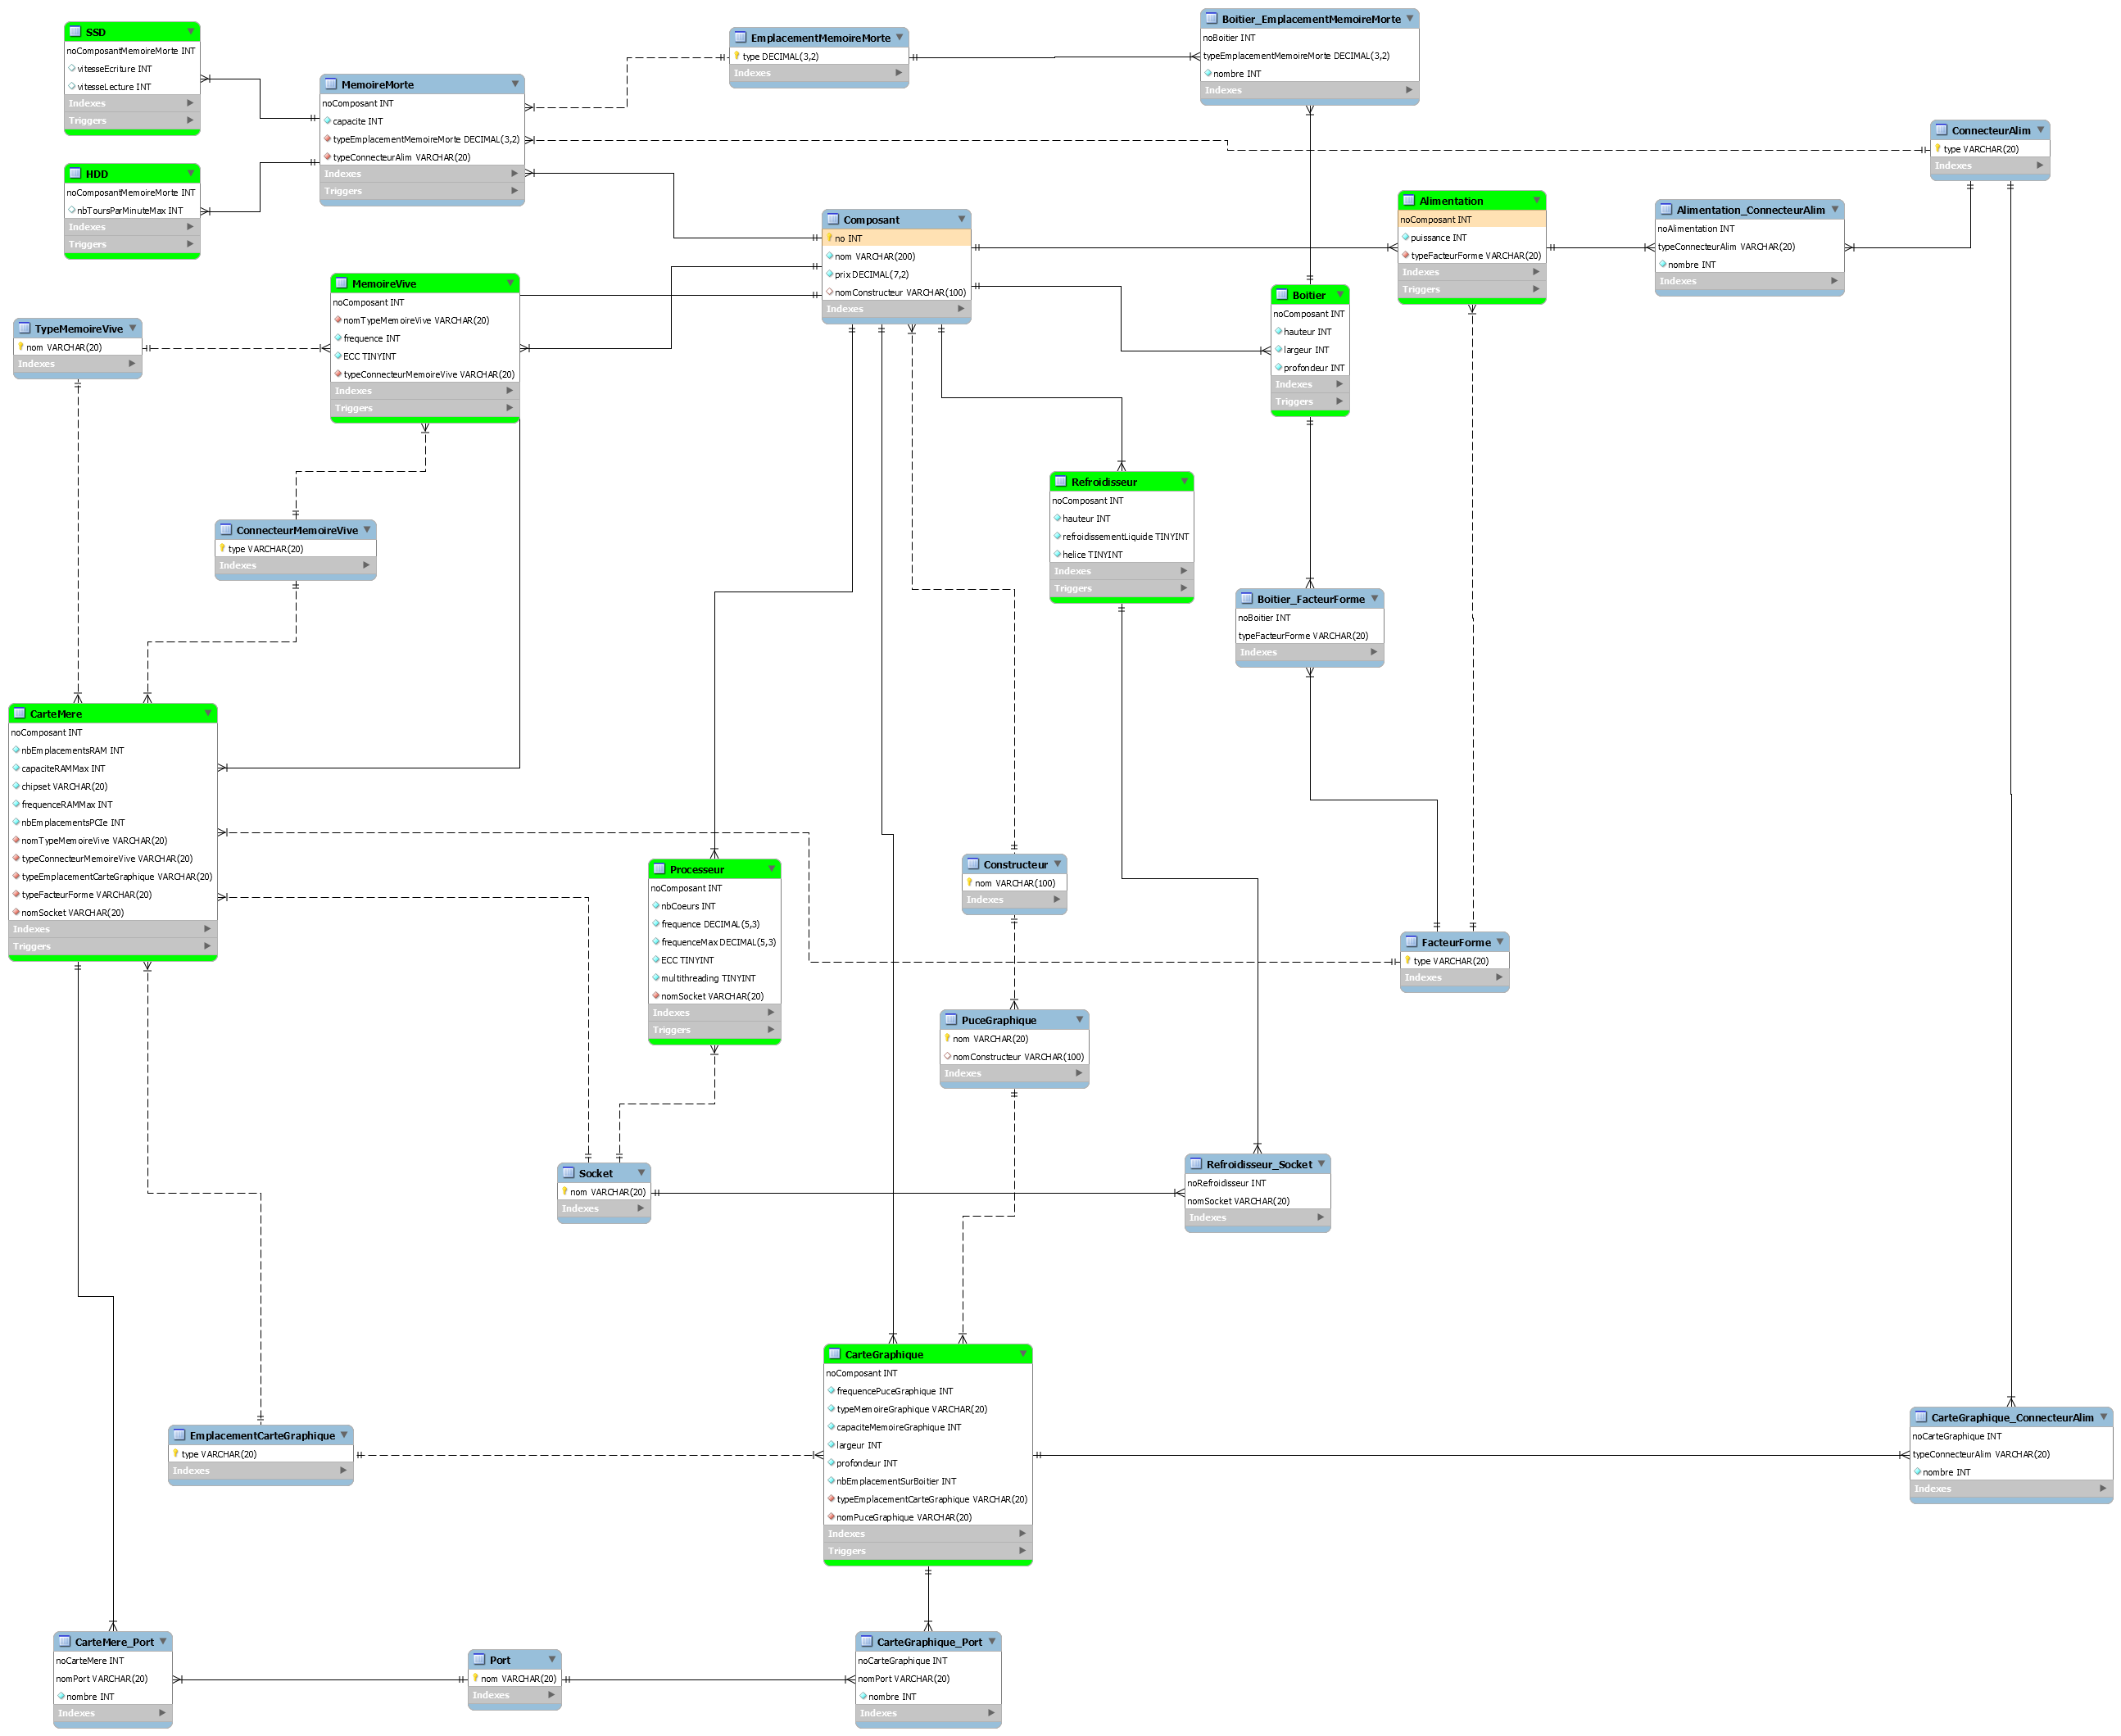 SSD
noComposantMemoireMorte INT
vitesseEcriture INT
vitesseLecture INT
Indexes
Triggers
HDD
noComposantMemoireMorte INT
nbToursParMinuteMax INT
Indexes
Triggers
MemoireMorte
noComposant INT
capacite INT
typeEmplacementMemoireMorte DECIMAL(3,2)
typeConnecteurAlim VARCHAR(20)
Indexes
Triggers
EmplacementMemoireMorte
type DECIMAL(3,2)
Indexes
Boitier_EmplacementMemoireMorte
noBoitier INT
typeEmplacementMemoireMorte DECIMAL(3,2)
nombre INT
Indexes
ConnecteurAlim
type VARCHAR(20)
Indexes
Composant
no INT
nom VARCHAR(200)
prix DECIMAL(7,2)
nomConstructeur VARCHAR(100)
Indexes
Alimentation
noComposant INT
puissance INT
typeFacteurForme VARCHAR(20)
Indexes
Triggers
Alimentation_ConnecteurAlim
noAlimentation INT
typeConnecteurAlim VARCHAR(20)
nombre INT
Indexes
MemoireVive
noComposant INT
nomTypeMemoireVive VARCHAR(20)
frequence INT
ECC TINYINT
typeConnecteurMemoireVive VARCHAR(20)
Indexes
Triggers
TypeMemoireVive
nom VARCHAR(20)
Indexes
Boitier
noComposant INT
hauteur INT
largeur INT
profondeur INT
Indexes
Triggers
Refroidisseur
noComposant INT
hauteur INT
refroidissementLiquide TINYINT
helice TINYINT
Indexes
Triggers
ConnecteurMemoireVive
type VARCHAR(20)
Indexes
Boitier_FacteurForme
noBoitier INT
typeFacteurForme VARCHAR(20)
Indexes
CarteMere
noComposant INT
nbEmplacementsRAM INT
capaciteRAMMax INT
chipset VARCHAR(20)
frequenceRAMMax INT
nbEmplacementsPCIe INT
nomTypeMemoireVive VARCHAR(20)
typeConnecteurMemoireVive VARCHAR(20)
typeEmplacementCarteGraphique VARCHAR(20)
typeFacteurForme VARCHAR(20)
nomSocket VARCHAR(20)
Indexes
Triggers
Processeur
noComposant INT
nbCoeurs INT
frequence DECIMAL(5,3)
frequenceMax DECIMAL(5,3)
ECC TINYINT
multithreading TINYINT
nomSocket VARCHAR(20)
Indexes
Triggers
Constructeur
nom VARCHAR(100)
Indexes
FacteurForme
type VARCHAR(20)
Indexes
PuceGraphique
nom VARCHAR(20)
nomConstructeur VARCHAR(100)
Indexes
Socket
nom VARCHAR(20)
Indexes
Refroidisseur_Socket
noRefroidisseur INT
nomSocket VARCHAR(20)
Indexes
CarteGraphique
noComposant INT
frequencePuceGraphique INT
typeMemoireGraphique VARCHAR(20)
capaciteMemoireGraphique INT
largeur INT
profondeur INT
nbEmplacementSurBoitier INT
typeEmplacementCarteGraphique VARCHAR(20)
nomPuceGraphique VARCHAR(20)
Indexes
Triggers
EmplacementCarteGraphique
type VARCHAR(20)
Indexes
CarteGraphique_ConnecteurAlim
noCarteGraphique INT
typeConnecteurAlim VARCHAR(20)
nombre INT
Indexes
CarteMere_Port
noCarteMere INT
nomPort VARCHAR(20)
nombre INT
Indexes
Port
nom VARCHAR(20)
Indexes
CarteGraphique_Port
noCarteGraphique INT
nomPort VARCHAR(20)
nombre INT
Indexes